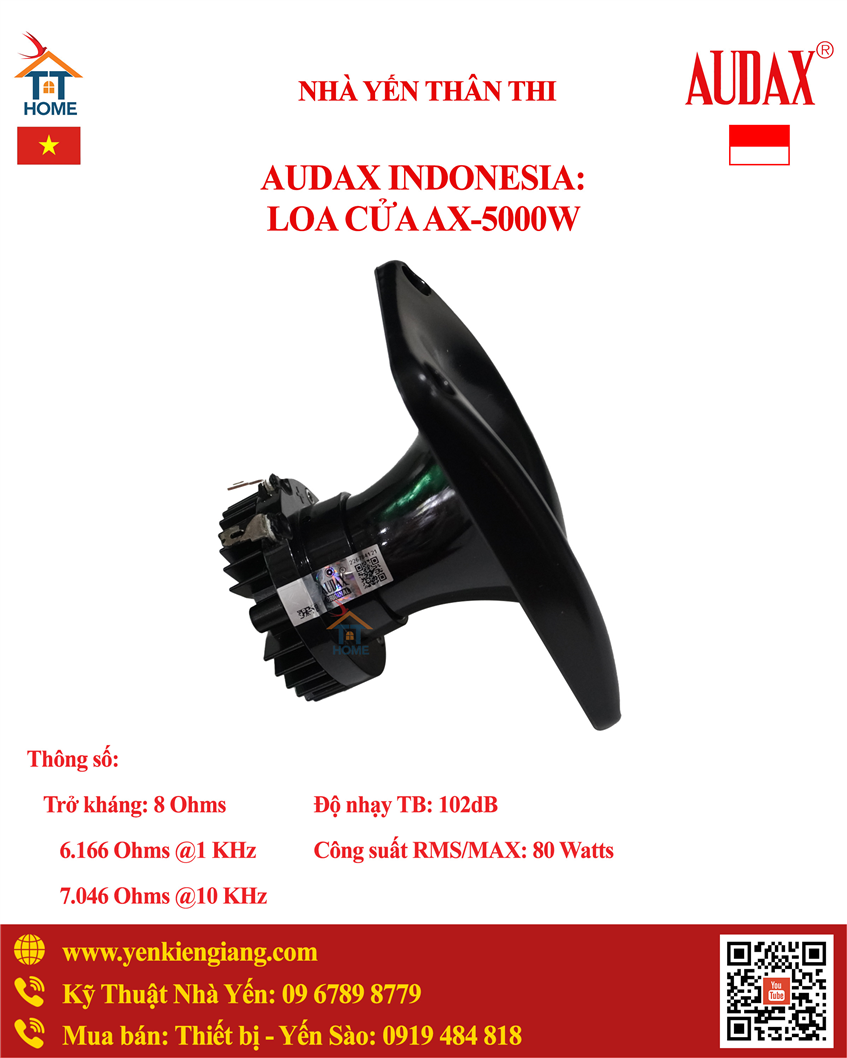 TT
HOME
NHÀ YẾN THÂN THI
AUDAX®
AUDAX INDONESIA:
LOA CỬA AX-5000W
AUDAX
ORIGINAL
TT
HOME
Thông số:
Trở kháng: 8 Ohms
Độ nhạy TB: 102dB
6.166 Ohms @1 KHz
Công suất RMS/MAX: 80 Watts
7.046 Ohms @10 KHz
www.yenkiengiang.com
Kỹ Thuật Nhà Yến: 09 6789 8779
Mua bán: Thiết bị - Yến Sào: 0919 484 818
You
Tube